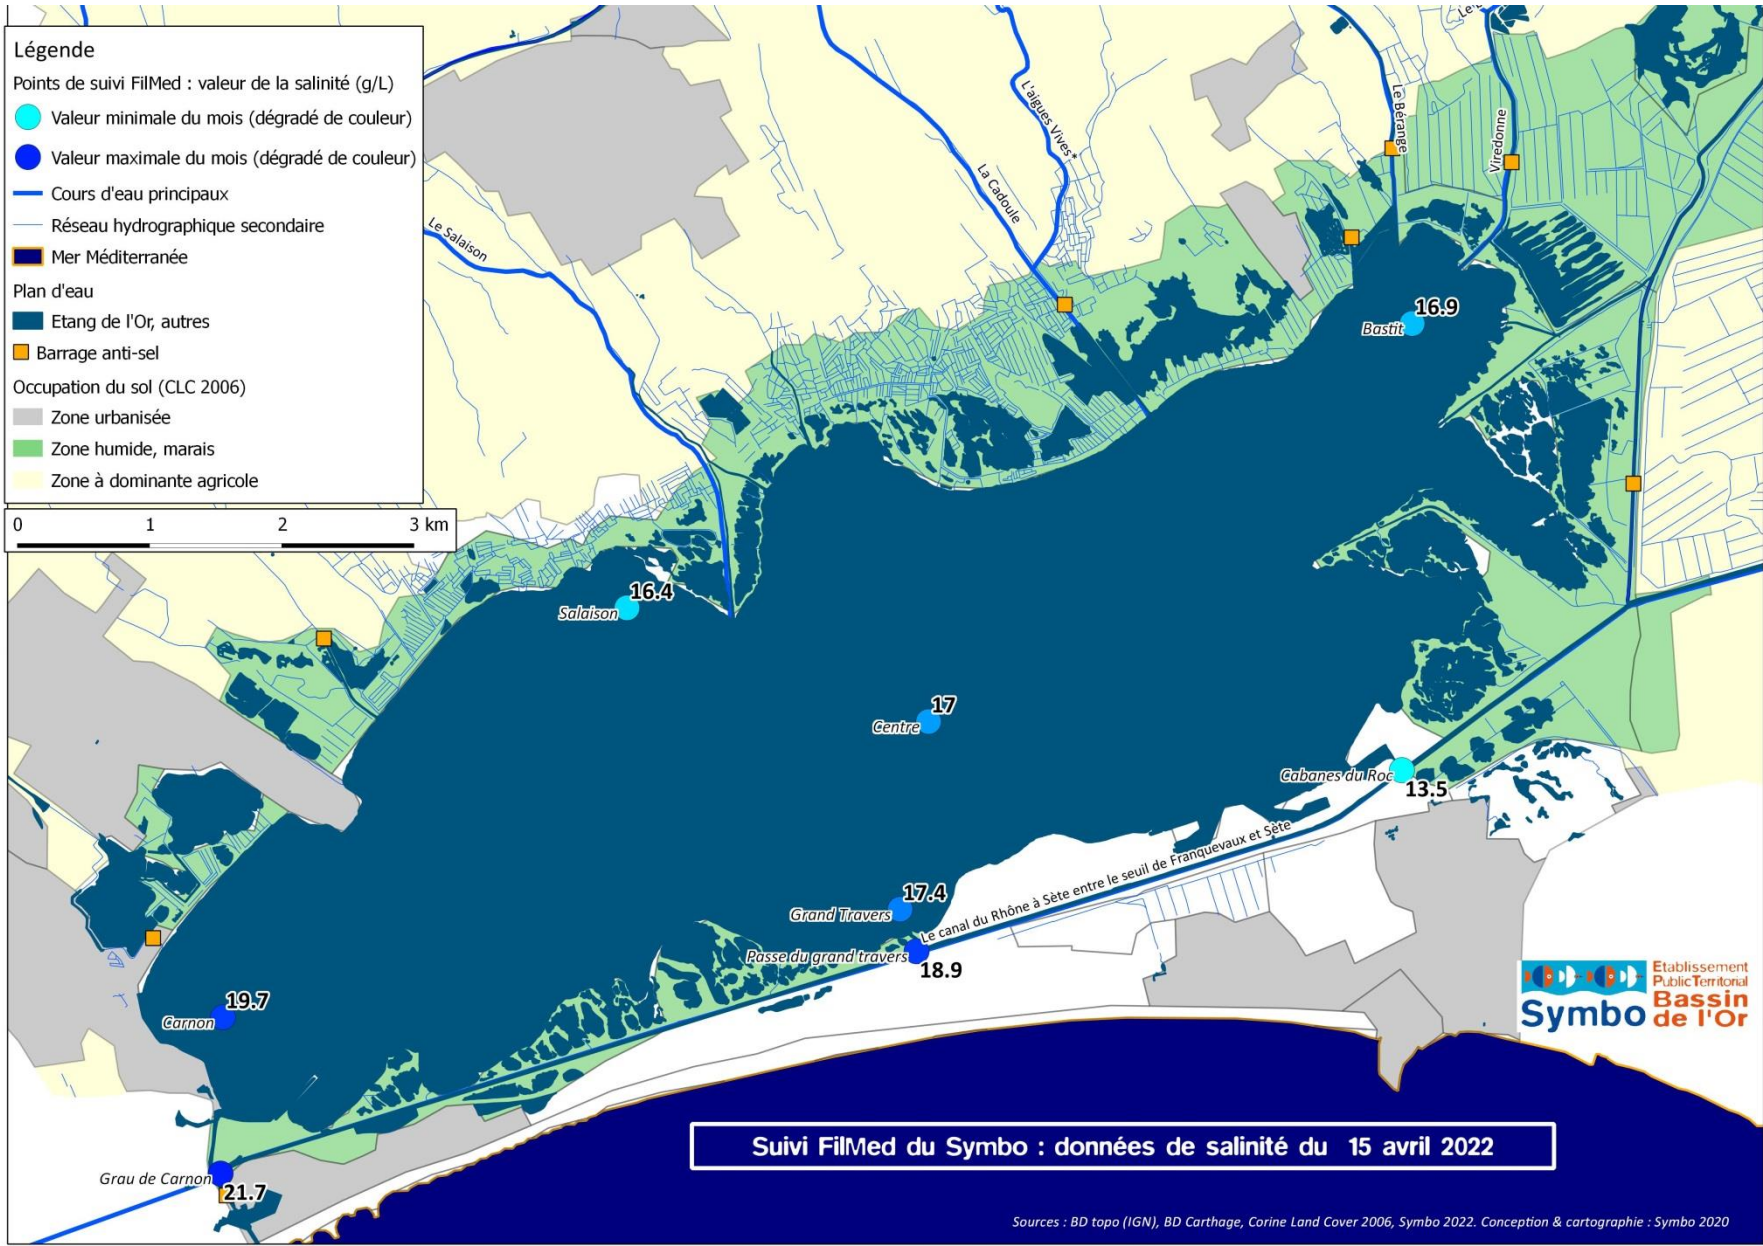 Légende
Points de suivi FilMed : valeur de la salinité (g/L)
Valeur minimale du mois (dégradé de couleur)
Valeur maximale du mois (dégradé de couleur)
Cours d'eau principaux
Réseau hydrographique secondaire
Mer Méditerranée
Plan d'eau
Etang de l'Or, autres
Barrage anti-sel
Occupation du sol (CLC 2006)
Zone urbanisée
Zone humide, marais
Zone à dominante agricole
0 1 2 3 km
Le Salaison
La Cadoule
L'aigues Vives*
Le Bérange
Viredonne
16.9
Bastit
16.4
Salaison
17
Centre
Cabanes du Roc
13.5
Le canal du Rhône à Sète entre le seuil de Franquevaux et Sète
17.4
Grand Travers
Passe du grand travers
18.9
19.7
Carnon
Grau de Carnon
21.7
Etablissement
Public Territorial
Bassin
de l'Or
Symbo
Suivi FilMed du Symbo : données de salinité du 15 avril 2022
Sources : BD topo (IGN), BD Carthage, Corine Land Cover 2006, Symbo 2022. Conception & cartographie : Symbo 2020